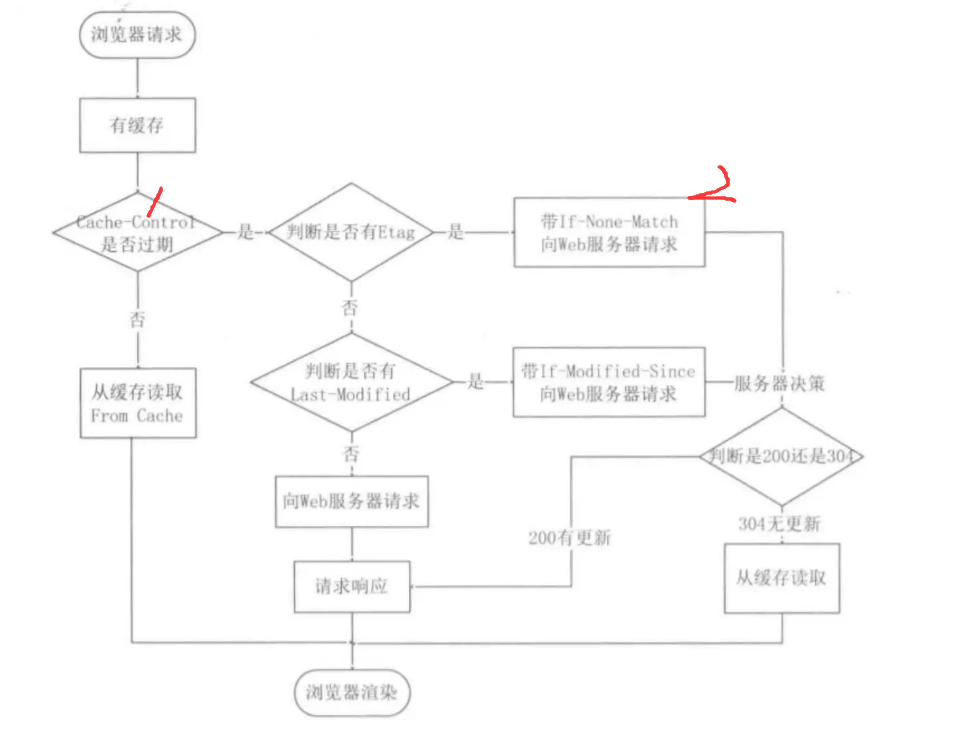 浏览器请求
有缓存
Cache-Control
是否过期
是
判断是否有Etag
是
带If-None-Match
向Web服务器请求
2
1
否
从缓存读取
From Cache
否
判断是否有
Last-Modified
是
带If-Modified-Since
向Web服务器请求
服务器决策
判断是200还是304
否
向Web服务器请求
200有更新
304无更新
请求响应
从缓存读取
浏览器渲染